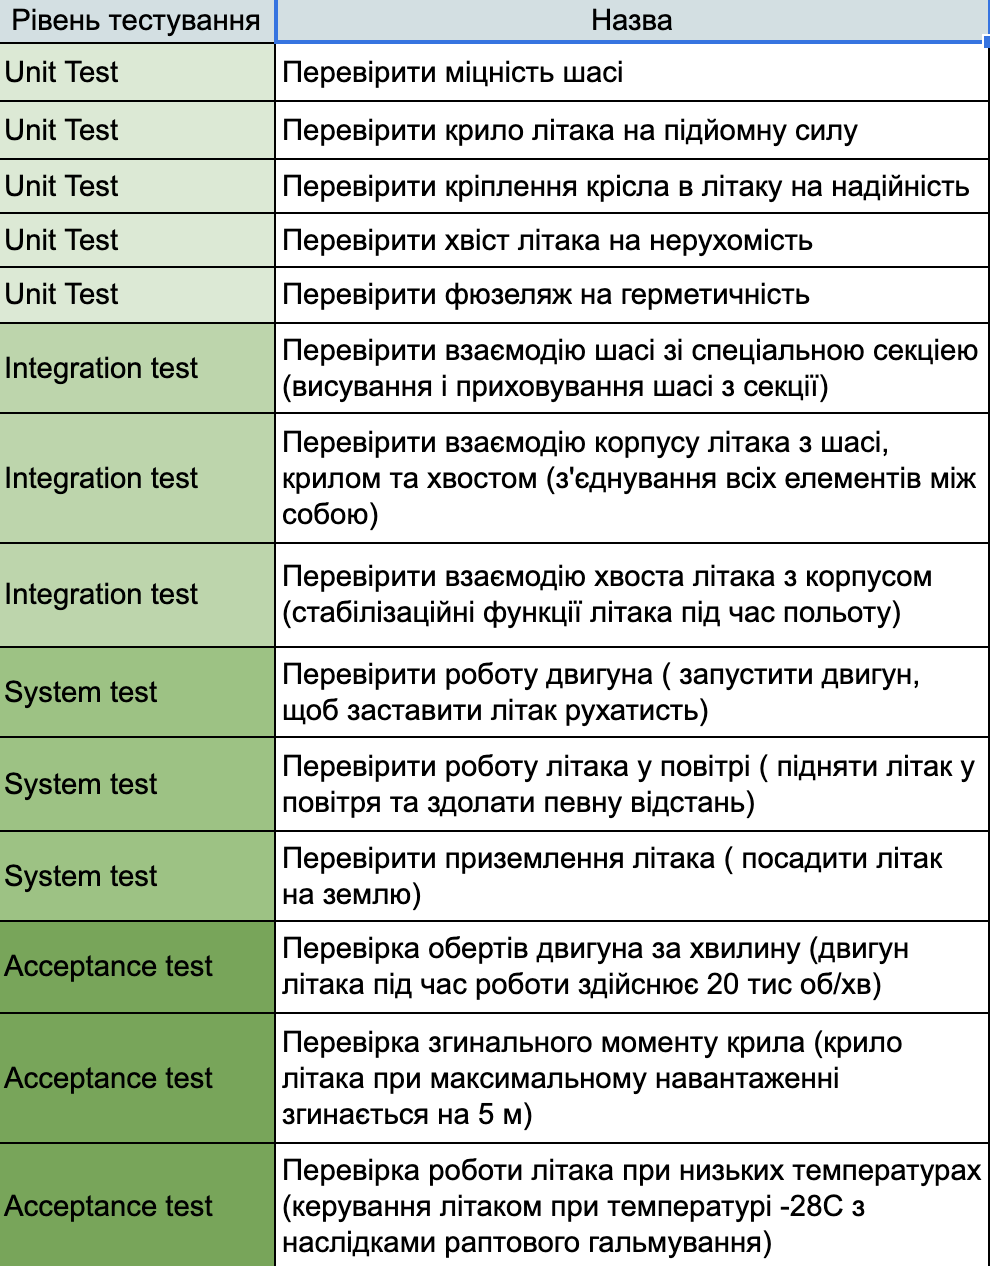 Рівень тестування Назва
Unit Test Перевірити міцність шасі
Unit Test Перевірити крило літака на підйомну силу
Unit Test Перевірити кріплення крісла в літаку на надійність
Unit Test Перевірити хвіст літака на нерухомість
Unit Test Перевірити фюзеляж на герметичність
Integration test
Перевірити взаємодію шасі зі спеціальною секціею
(висування і приховування шасі з секції)
Integration test
Перевірити взаємодію корпусу літака з шасі,
крилом та хвостом (з'єднування всіх елементів між
собою)
Integration test
Перевірити взаємодію хвоста літака з корпусом
(стабілізаційні функції літака під час польоту)
System test
Перевірити роботу двигуна ( запустити двигун,
щоб заставити літак рухатисть)
System test
Перевірити роботу літака у повітрі ( підняти літак у
повітря та здолати певну відстань)
System test
Перевірити приземлення літака ( посадити літак
на землю)
Acceptance test
Перевірка обертів двигуна за хвилину (двигун
літака під час роботи здійснює 20 тис об/хв)
Acceptance test
Перевірка згинального моменту крила (крило
літака при максимальному навантаженні
згинається на 5 м)
Acceptance test
Перевірка роботи літака при низьких температурах
(керування літаком при температурі -28С з
наслідками раптового гальмування)